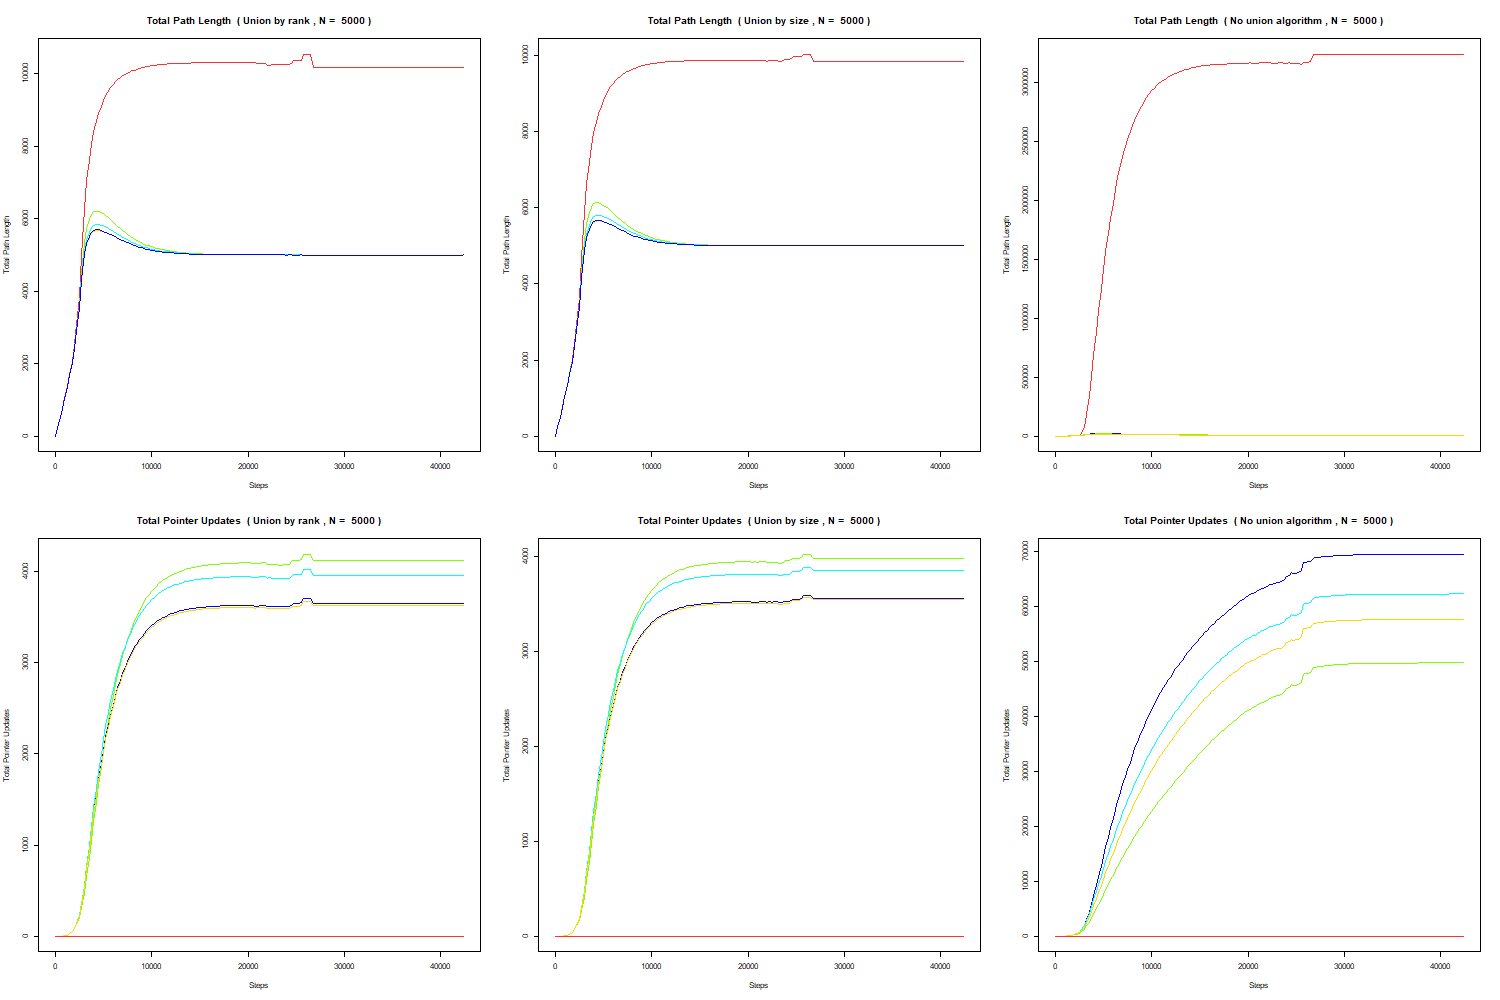 Total Path Length ( Union by rank , N = 5000 )
Total Path Length
10000
8000
6000
4000
2000
0
0 10000 20000 30000 40000
Steps
Total Path Length ( Union by size , N = 5000 )
Total Path Length
10000
8000
6000
4000
2000
0
0 10000 20000 30000 40000
Steps
Total Path Length ( No union algorithm , N = 5000 )
Total Path Length
3000000
2500000
2000000
1500000
1000000
500000
0
0 10000 20000 30000 40000
Steps
Total Pointer Updates ( Union by rank , N = 5000 )
Total Pointer Updates
4000
3000
2000
1000
0
0 10000 20000 30000 40000
Steps
Total Pointer Updates ( Union by size , N = 5000 )
Total Pointer Updates
4000
3000
2000
1000
0
0 10000 20000 30000 40000
Steps
Total Pointer Updates ( No union algorithm , N = 5000 )
Total Pointer Updates
70000
60000
50000
40000
30000
20000
10000
0
0 10000 20000 30000 40000
Steps